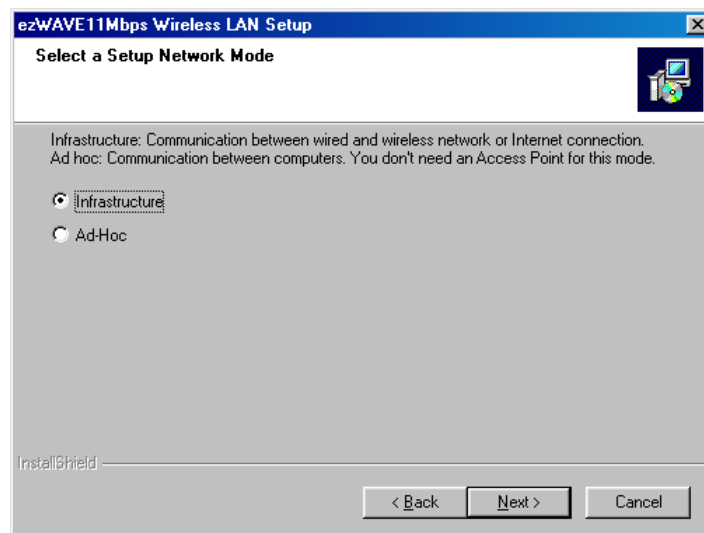 ezWAVE11Mbps Wireless LAN Setup
Select a Setup Network Mode
Infrastructure: Communication between wired and wireless network or Internet connection.
Ad hoc: Communication between computers. You don't need an Access Point for this mode.
Infrastructure
Ad-Hoc
InstallShield
< Back Next > Cancel